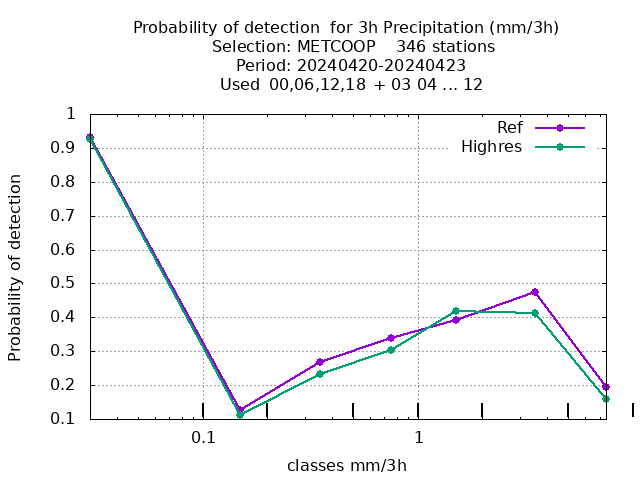 Probability of detection  for 3h Precipitation (mm/3h)
Selection: METCOOP    346 stations
Period: 20240420-20240423
Used  00,06,12,18  + 03 04 ... 12
Ref
Highres
1
0.9
0.8
0.7
0.6
0.5
0.4
0.3
0.2
0.1
Probability of detection
0.1 1
classes mm/3h